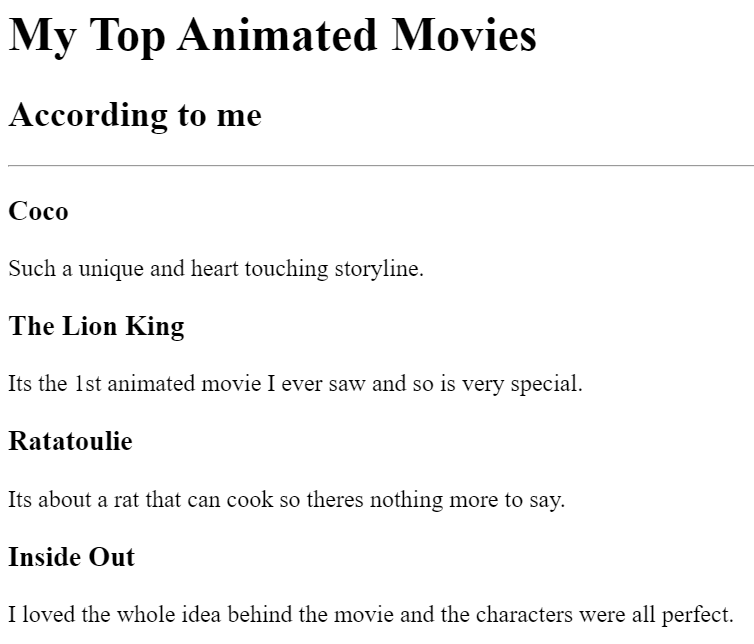 My Top Animated Movies
According to me
Coco
Such a unique and heart touching storyline.
The Lion King
Its the 1st animated movie I ever saw and so is very special.
Ratatoulie
Its about a rat that can cook so theres nothing more to say.
Inside Out
I loved the whole idea behind the movie and the characters were all perfect.